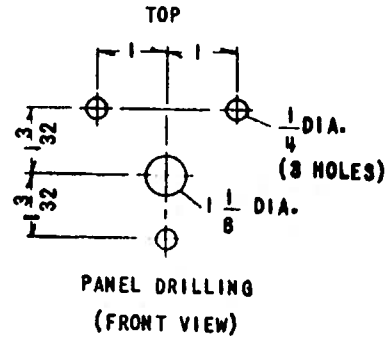 TOP
1 1
1 3/32
1/4 DIA.
(3 HOLES)
1 3/32
1 1/8 DIA.
PANEL DRILLING
(FRONT VIEW)